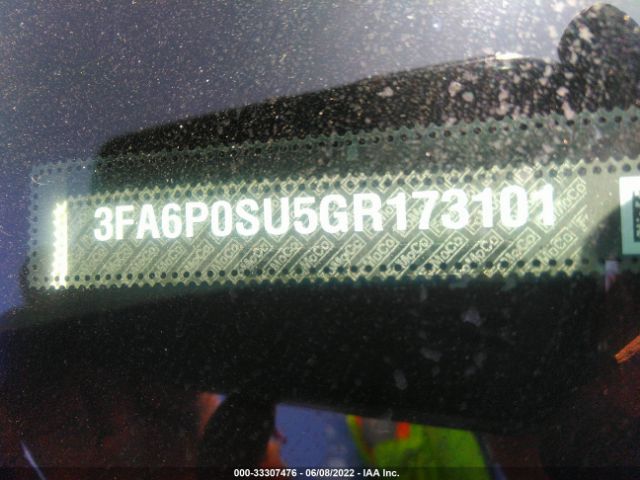 3FA6P0SU5GR173101
000-33307476 - 06/08/2022 - IAA Inc.